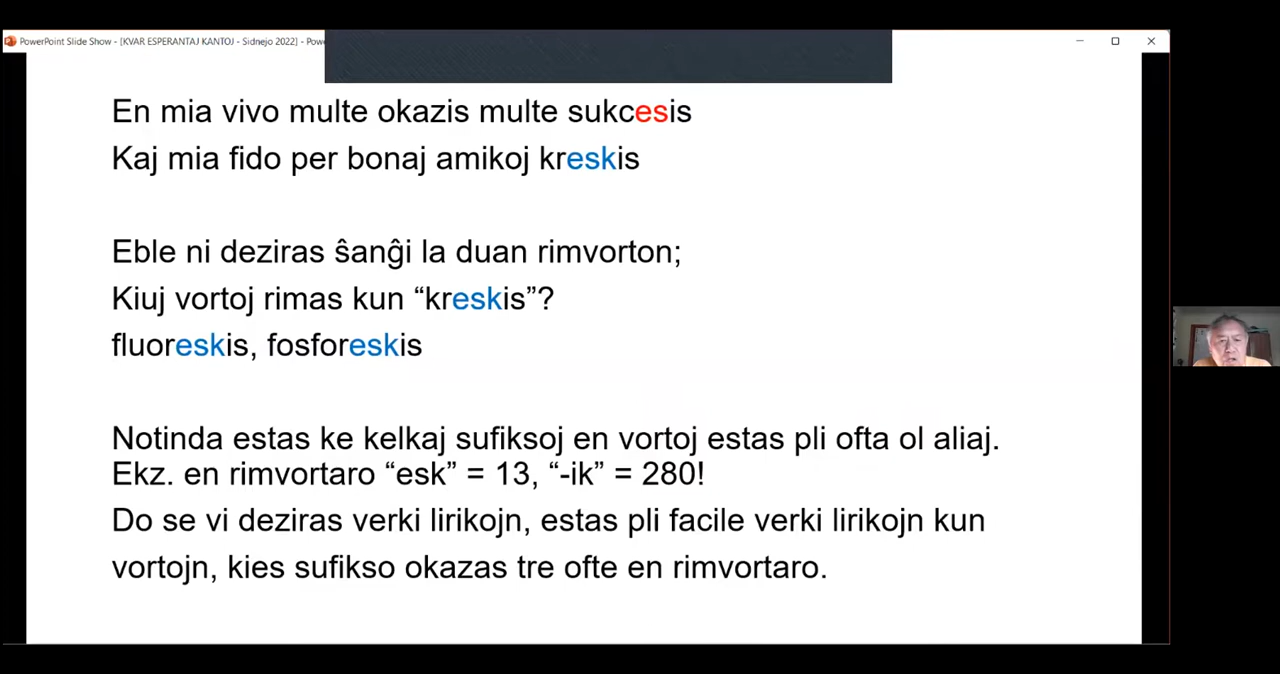 PowerPoint Slide Show - [KVAR ESPERANTAJ KANTOJ - Sidnejo 2022] - Pow
En mia vivo multe okazis multe sukcesis
Kaj mia fido per bonaj amikoj kreskis
Eble ni deziras ŝanĝi la duan rimvorton;
Kiuj vortoj rimas kun “kreskis”?
fluoreskis, fosforeskis
Notinda estas ke kelkaj sufiksoj en vortoj estas pli ofta ol aliaj.
Ekz. en rimvortaro “esk” = 13, “-ik” = 280!
Do se vi deziras verki lirikojn, estas pli facile verki lirikojn kun
vortojn, kies sufikso okazas tre ofte en rimvortaro.